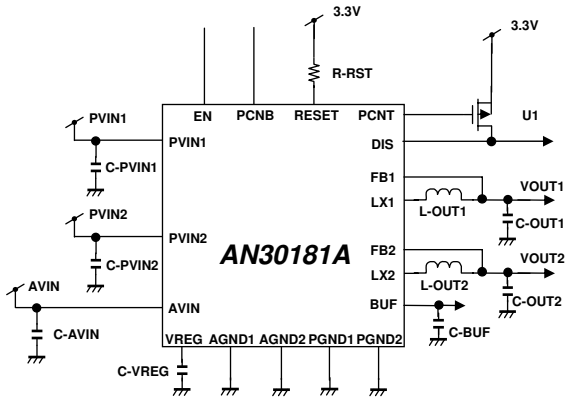 3.3V
3.3V
R-RST
EN PCNB RESET PCNT
U1
PVIN1
PVIN1
DIS
C-PVIN1
FB1
VOUT1
LX1
L-OUT1
C-OUT1
PVIN2
PVIN2
AN30181A
FB2
VOUT2
C-PVIN2
LX2
L-OUT2
C-OUT2
AVIN
AVIN
BUF
C-AVIN
C-BUF
VREG AGND1 AGND2 PGND1 PGND2
C-VREG